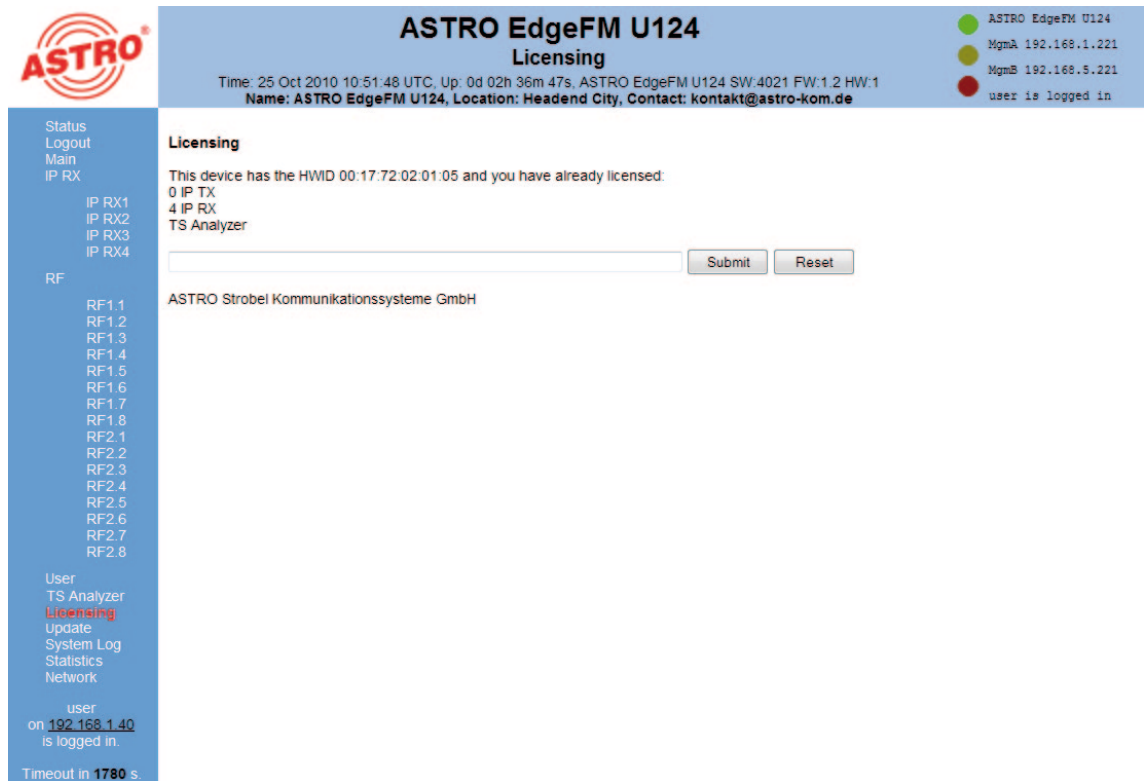 ASTRO®
ASTRO EdgeFM U124
Licensing
Time: 25 Oct 2010 10:51:48 UTC, Up: 0d 02h 36m 47s, ASTRO EdgeFM U124 SW:4021 FW:1.2 HW:1
Name: ASTRO EdgeFM U124, Location: Headend City, Contact: kontakt@astro-kom.de
ASTRO EdgeFM U124
MgmA 192.168.1.221
MgmB 192.168.5.221
user is logged in
Status
Logout
Main
IP RX
IP RX1
IP RX2
IP RX3
IP RX4
RF
RF1.1
RF1.2
RF1.3
RF1.4
RF1.5
RF1.6
RF1.7
RF1.8
RF2.1
RF2.2
RF2.3
RF2.4
RF2.5
RF2.6
RF2.7
RF2.8
User
TS Analyzer
Licensing
Update
System Log
Statistics
Network
user
on 192.168.1.40
is logged in.
Timeout in 1780 s.
Licensing
This device has the HWID 00:17:72:02:01:05 and you have already licensed:
0 IP TX
4 IP RX
TS Analyzer
Submit Reset
ASTRO Strobel Kommunikationssysteme GmbH